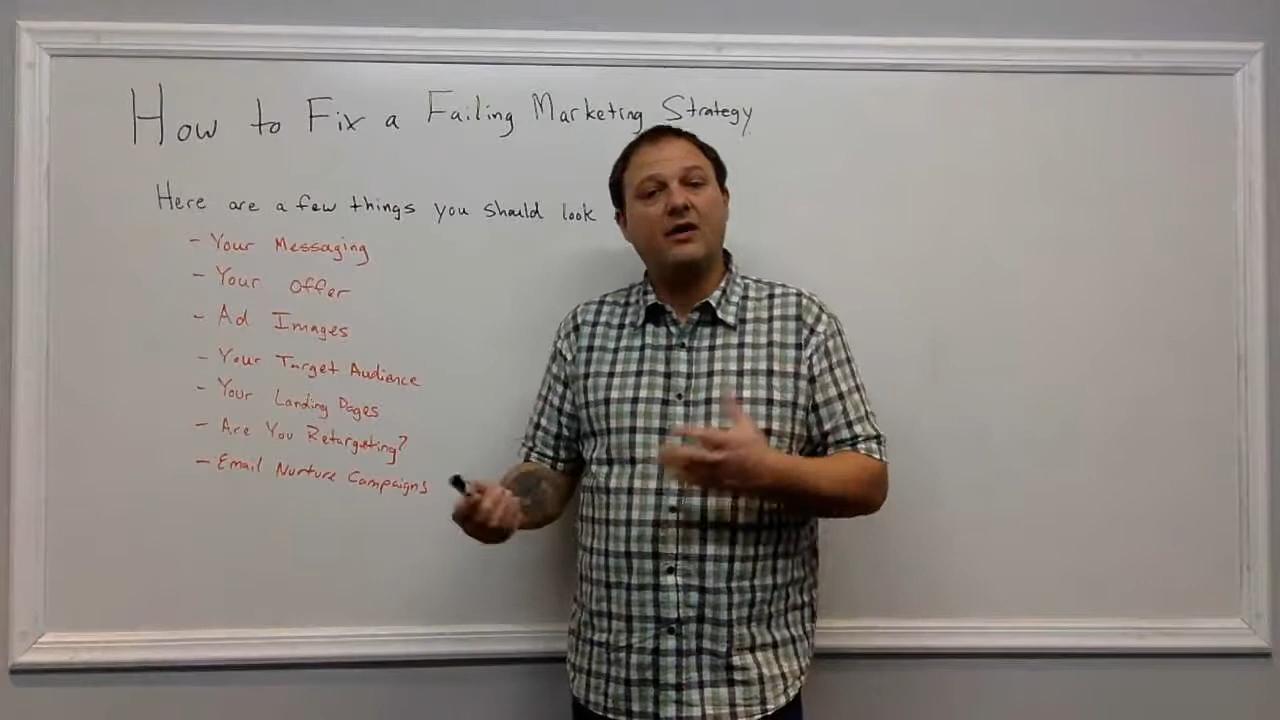 How to Fix a Failing Marketing Strategy
Here are a few things you should look
- Your Messaging
- Your Offer
- Ad Images
- Your Target Audience
- Your Landing Pages
- Are You Retargeting?
- Email Nurture Campaigns